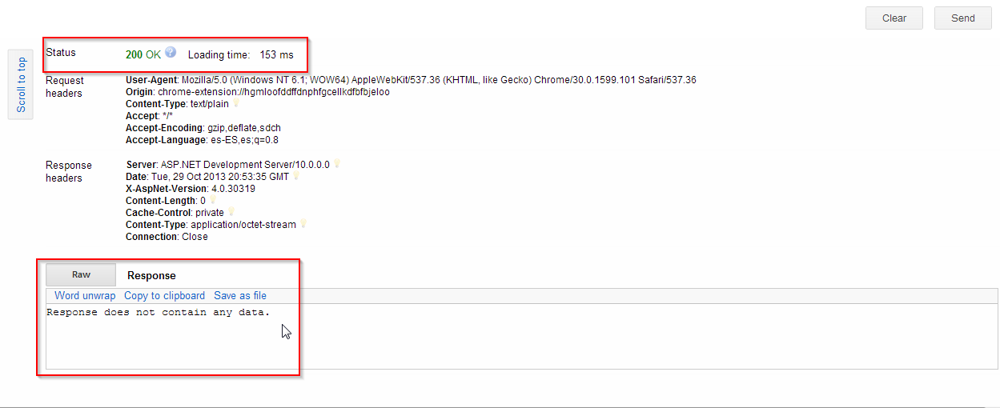 Clear Send
Scroll to top
Status 200 OK ? Loading time: 153 ms
Request headers
User-Agent: Mozilla/5.0 (Windows NT 6.1; WOW64) AppleWebKit/537.36 (KHTML, like Gecko) Chrome/30.0.1599.101 Safari/537.36
Origin: chrome-extension://hgmloofddffdnphfgcellkdfbfbjeloo
Content-Type: text/plain
Accept: */*
Accept-Encoding: gzip,deflate,sdch
Accept-Language: es-ES,es;q=0.8
Response headers
Server: ASP.NET Development Server/10.0.0.0
Date: Tue, 29 Oct 2013 20:53:35 GMT
X-AspNet-Version: 4.0.30319
Content-Length: 0
Cache-Control: private
Content-Type: application/octet-stream
Connection: Close
Raw Response
Word unwrap Copy to clipboard Save as file
Response does not contain any data.